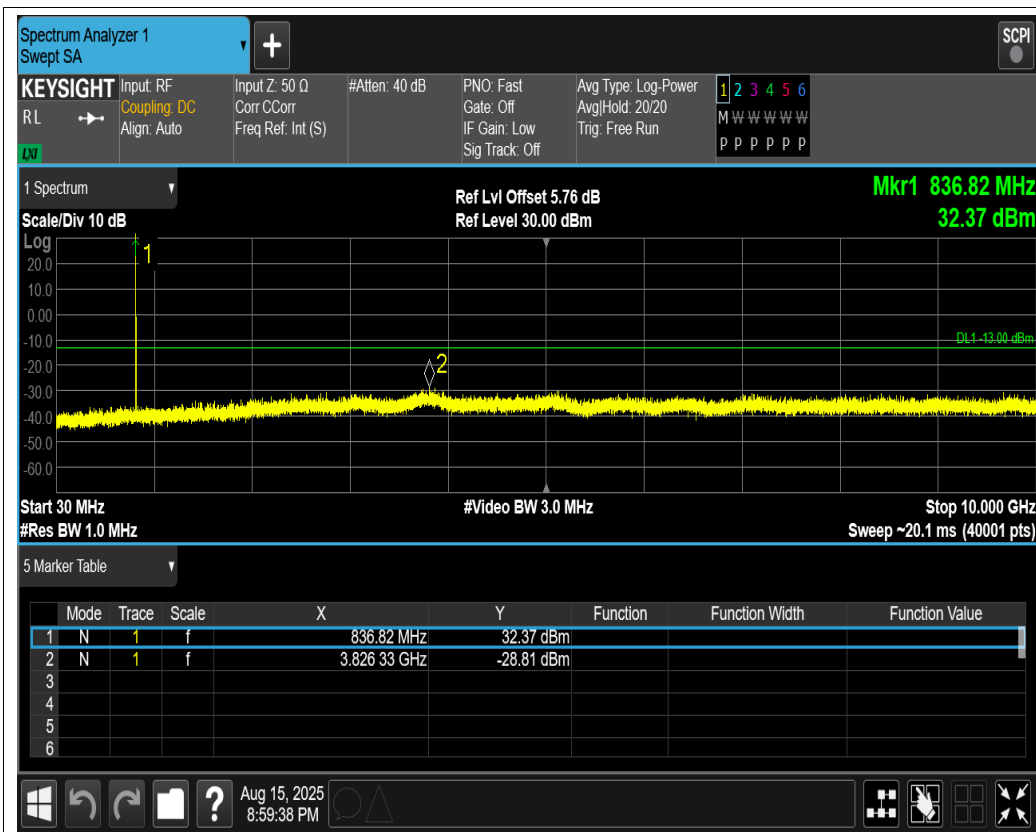 Spectrum Analyzer 1
Swept SA
+
SCPI
KEYSIGHT
RL
LXI
Input: RF
Coupling: DC
Align: Auto
Input Z: 50 Ω
Corr CCorr
Freq Ref: Int (S)
#Atten: 40 dB
PNO: Fast
Gate: Off
IF Gain: Low
Sig Track: Off
Avg Type: Log-Power
Avg|Hold: 20/20
Trig: Free Run
1 2 3 4 5 6
M W W W W W
P P P P P P
1 Spectrum
Scale/Div 10 dB
Ref Lvl Offset 5.76 dB
Ref Level 30.00 dBm
Mkr1 836.82 MHz
32.37 dBm
Log
1
20.0
10.0
0.00
-10.0
DL1 -13.00 dBm
-20.0
2
-30.0
-40.0
-50.0
-60.0
Start 30 MHz
#Video BW 3.0 MHz
Stop 10.000 GHz
#Res BW 1.0 MHz
Sweep ~20.1 ms (40001 pts)
5 Marker Table
Mode Trace Scale X Y Function Function Width Function Value
1 N 1 f 836.82 MHz 32.37 dBm
2 N 1 f 3.826 33 GHz -28.81 dBm
3
4
5
6
?
Aug 15, 2025
8:59:38 PM